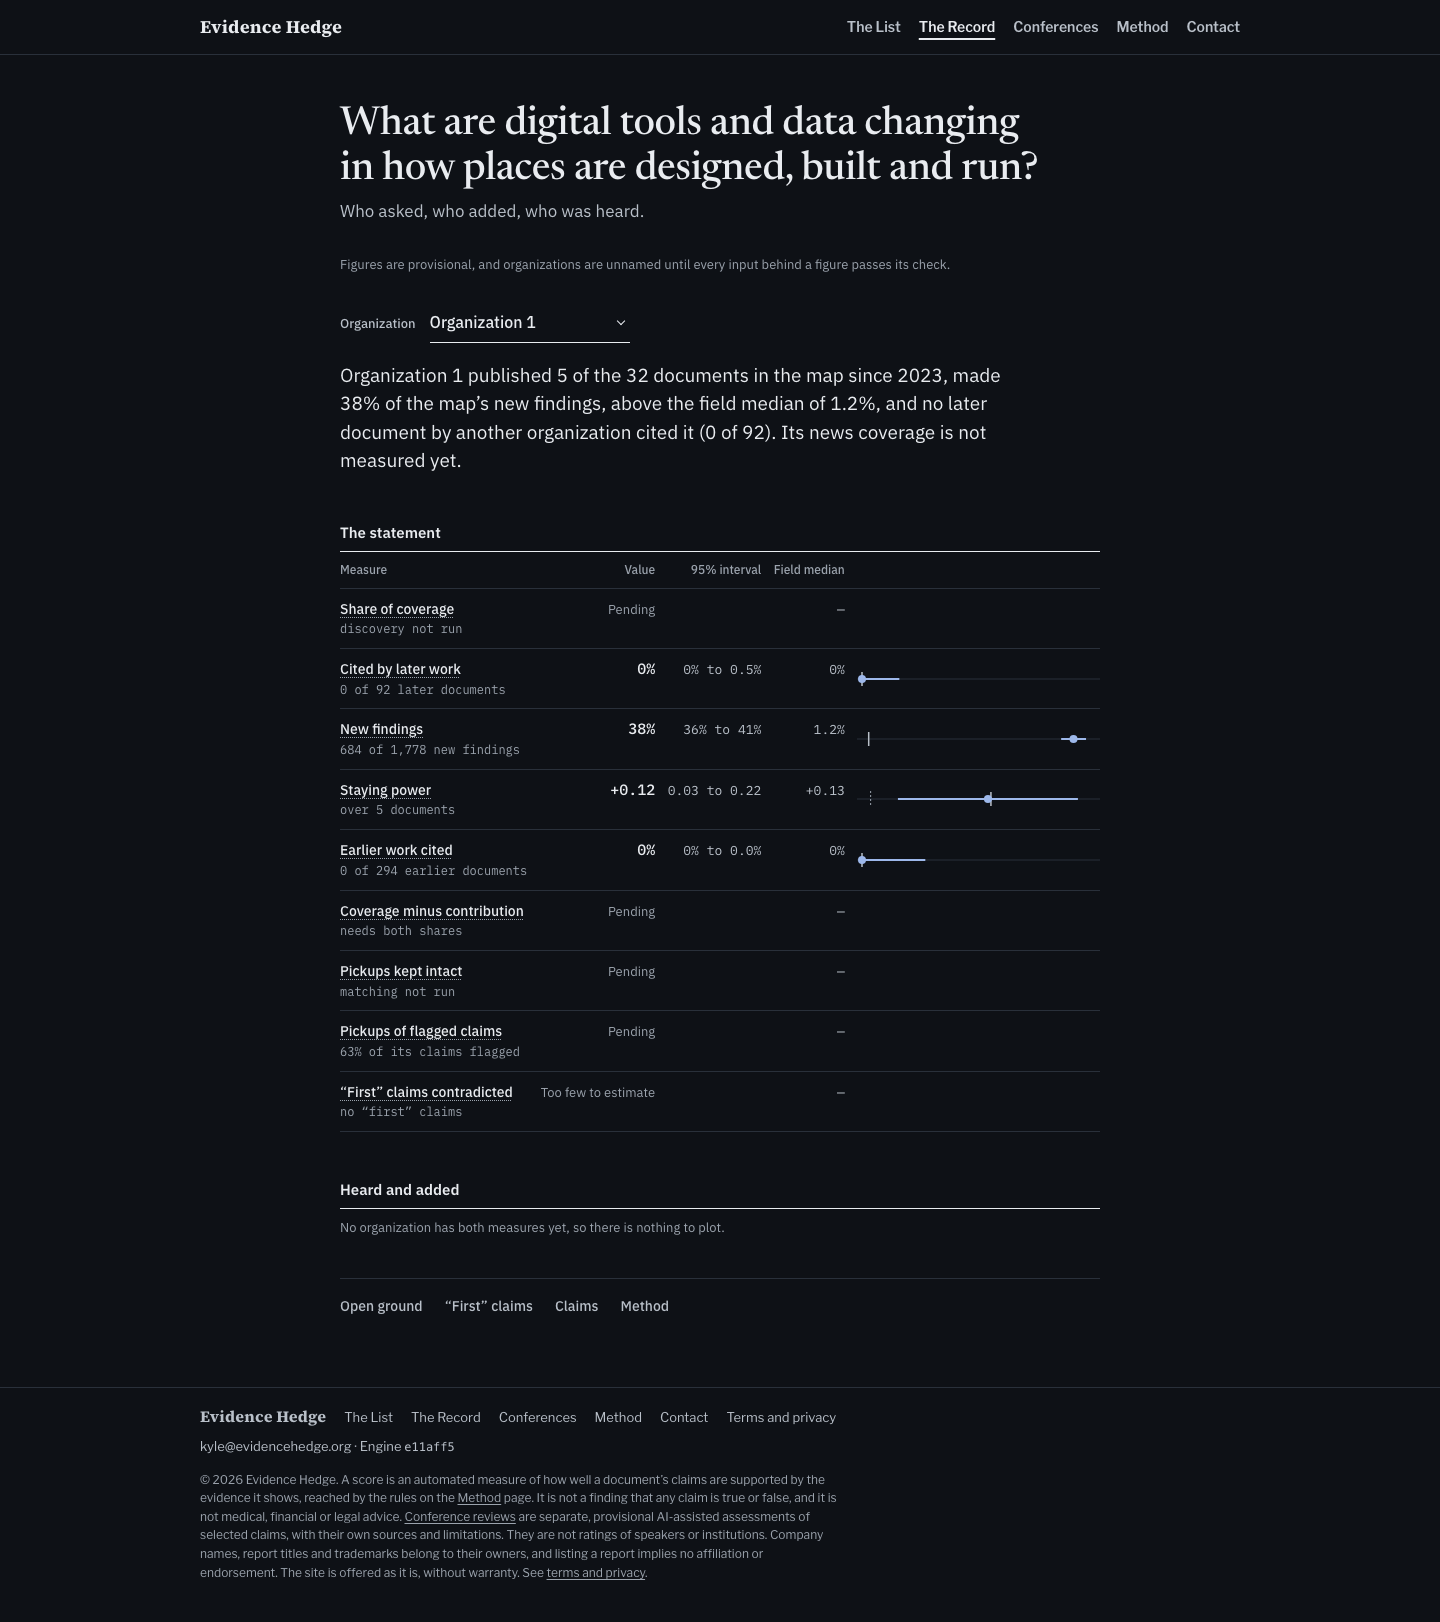 Evidence Hedge
The List The Record Conferences Method Contact
What are digital tools and data changing
in how places are designed, built and run?
Who asked, who added, who was heard.
Figures are provisional, and organizations are unnamed until every input behind a figure passes its check.
Organization Organization 1
Organization 1 published 5 of the 32 documents in the map since 2023, made
38% of the map’s new findings, above the field median of 1.2%, and no later
document by another organization cited it (0 of 92). Its news coverage is not
measured yet.
The statement
Measure Value 95% interval Field median
Share of coverage Pending –
discovery not run
Cited by later work 0% 0% to 0.5% 0%
0 of 92 later documents
New findings 38% 36% to 41% 1.2%
684 of 1,778 new findings
Staying power +0.12 0.03 to 0.22 +0.13
over 5 documents
Earlier work cited 0% 0% to 0.0% 0%
0 of 294 earlier documents
Coverage minus contribution Pending –
needs both shares
Pickups kept intact Pending –
matching not run
Pickups of flagged claims Pending –
63% of its claims flagged
“First” claims contradicted Too few to estimate –
no “first” claims
Heard and added
No organization has both measures yet, so there is nothing to plot.
Open ground “First” claims Claims Method
Evidence Hedge The List The Record Conferences Method Contact Terms and privacy
kyle@evidencehedge.org · Engine e11aff5
© 2026 Evidence Hedge. A score is an automated measure of how well a document’s claims are supported by the
evidence it shows, reached by the rules on the Method page. It is not a finding that any claim is true or false, and it is
not medical, financial or legal advice. Conference reviews are separate, provisional AI-assisted assessments of
selected claims, with their own sources and limitations. They are not ratings of speakers or institutions. Company
names, report titles and trademarks belong to their owners, and listing a report implies no affiliation or
endorsement. The site is offered as it is, without warranty. See terms and privacy.